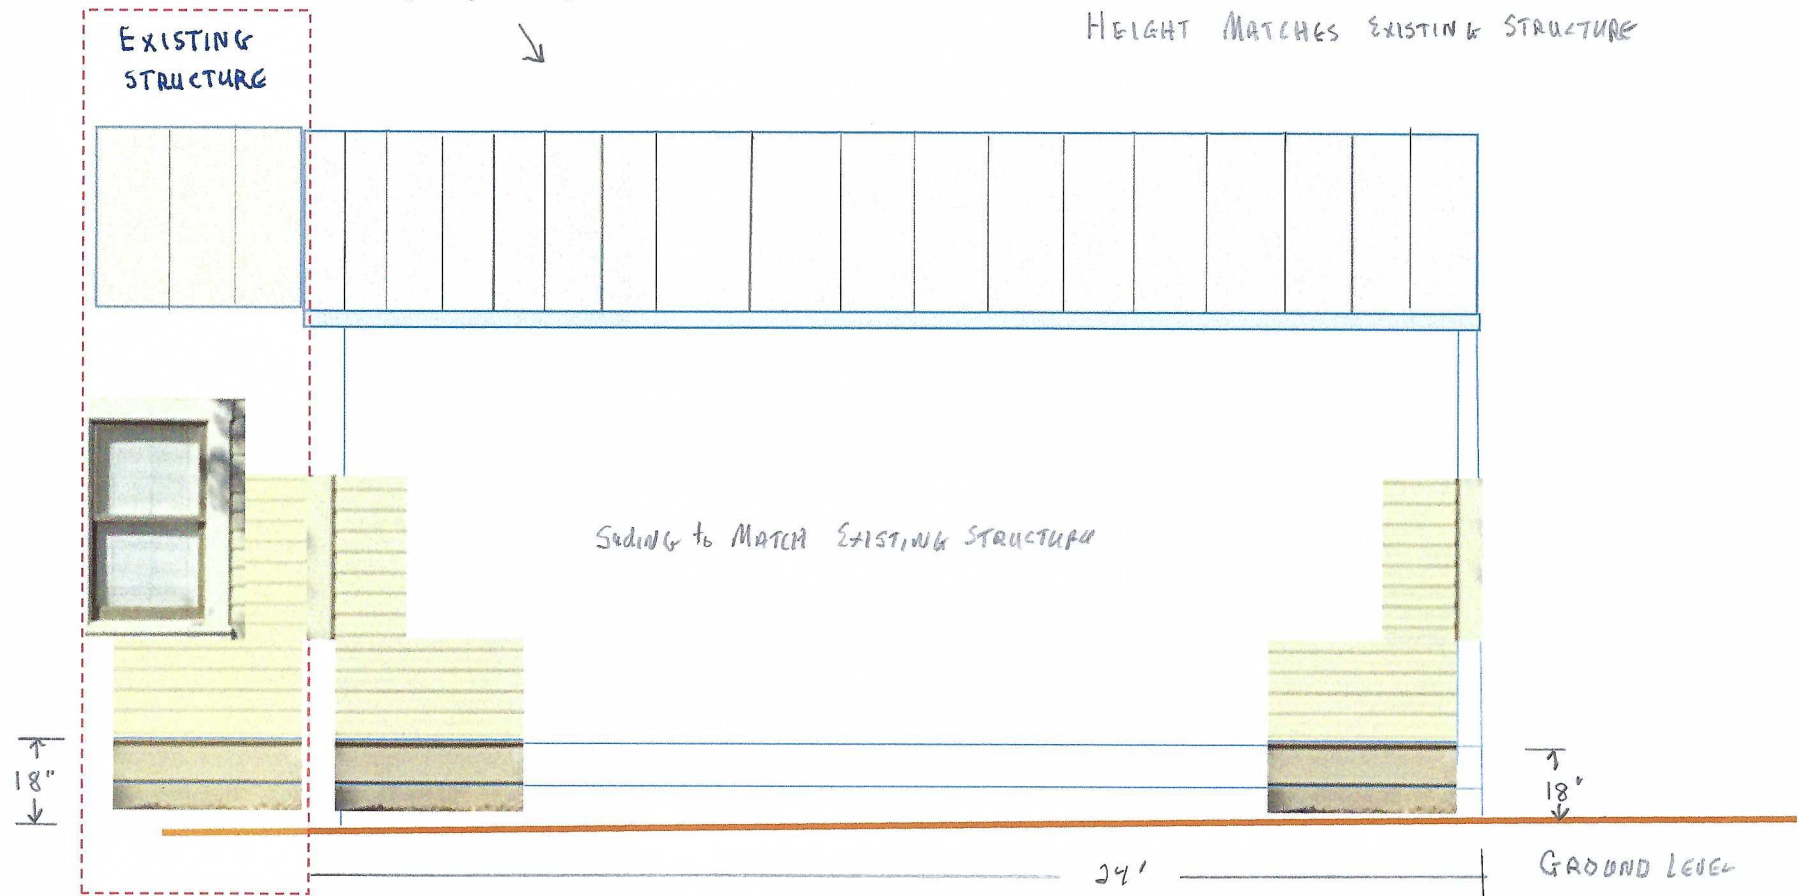 HEIGHT MATCHES EXISTING STRUCTURE
EXISTING
STRUCTURE
Siding to MATCH EXISTING STRUCTURE
18"
18"
24'
GROUND LEVEL